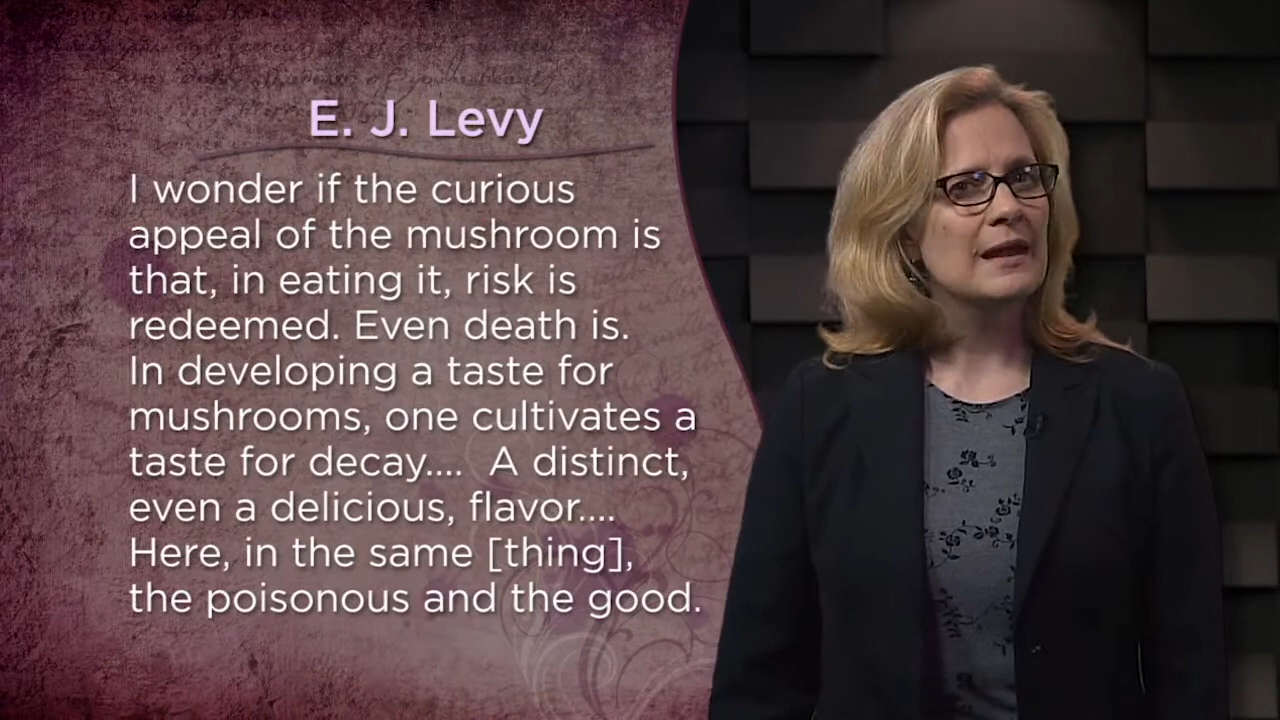 E. J. Levy
I wonder if the curious
appeal of the mushroom is
that, in eating it, risk is
redeemed. Even death is.
In developing a taste for
mushrooms, one cultivates a
taste for decay.... A distinct,
even a delicious, flavor....
Here, in the same [thing],
the poisonous and the good.